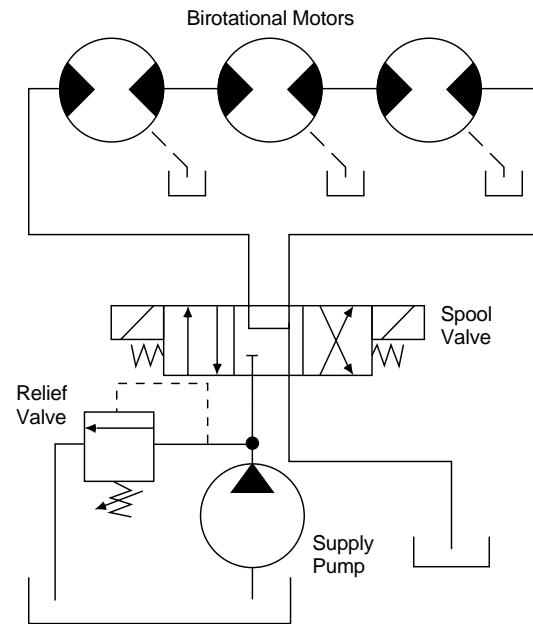 Birotational Motors
Spool
Valve
Relief
Valve
Supply
Pump